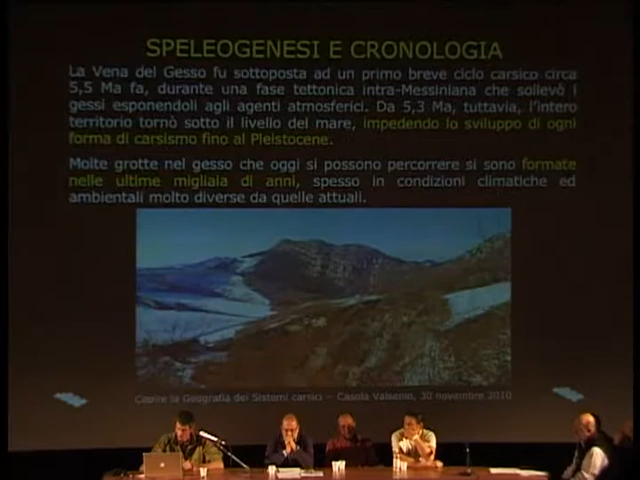 SPELEOGENESI E CRONOLOGIA
La Vena del Gesso fu sottoposta ad un primo breve ciclo carsico circa
5,5 Ma fa, durante una fase tettonica intra-Messiniana che sollevò i
gessi esponendoli agli agenti atmosferici. Da 5,3 Ma, tuttavia, l'intero
territorio tornò sotto il livello del mare, impedendo lo sviluppo di ogni
forma di carsismo fino al Pleistocene.
Molte grotte nel gesso che oggi si possono percorrere si sono formate
nelle ultime migliaia di anni, spesso in condizioni climatiche ed
ambientali molto diverse da quelle attuali.
Capire la Geografia dei Sistemi carsici – Casola Valsenio, 30 novembre 2010